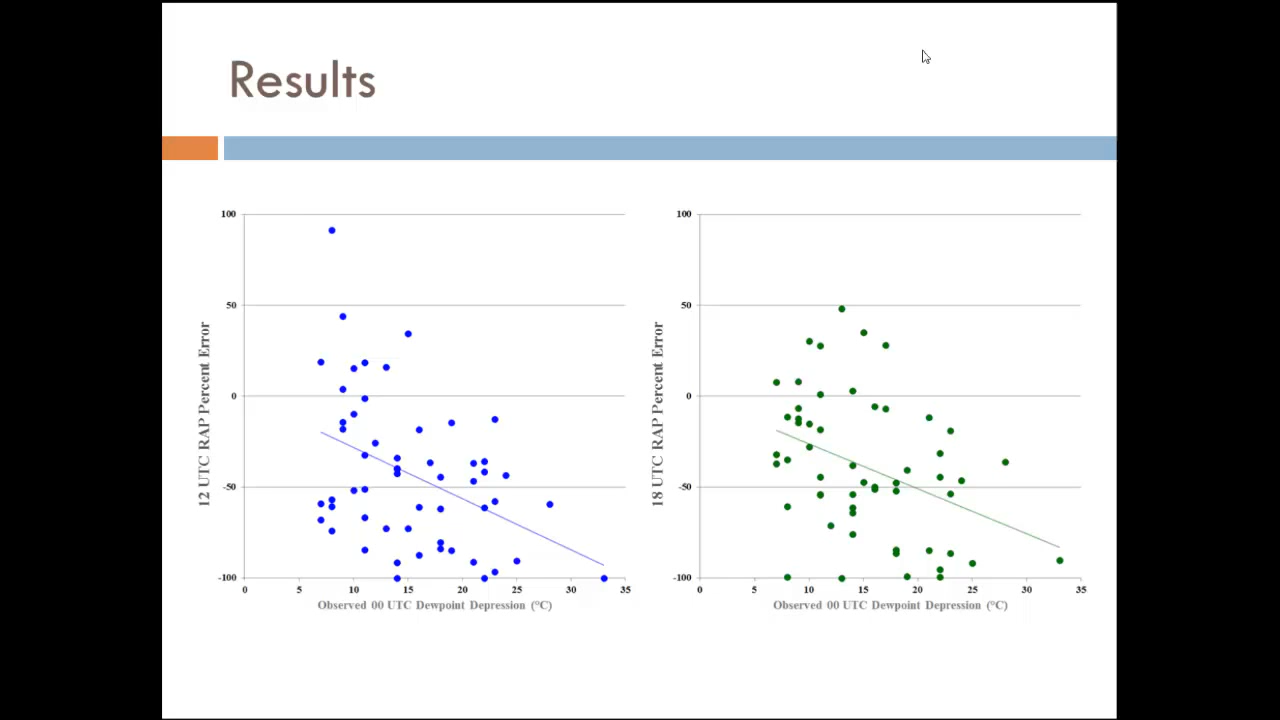 Results
12 UTC RAP Percent Error
100
50
0
-50
-100
0 5 10 15 20 25 30 35
Observed 00 UTC Dewpoint Depression (°C)
18 UTC RAP Percent Error
100
50
0
-50
-100
0 5 10 15 20 25 30 35
Observed 00 UTC Dewpoint Depression (°C)